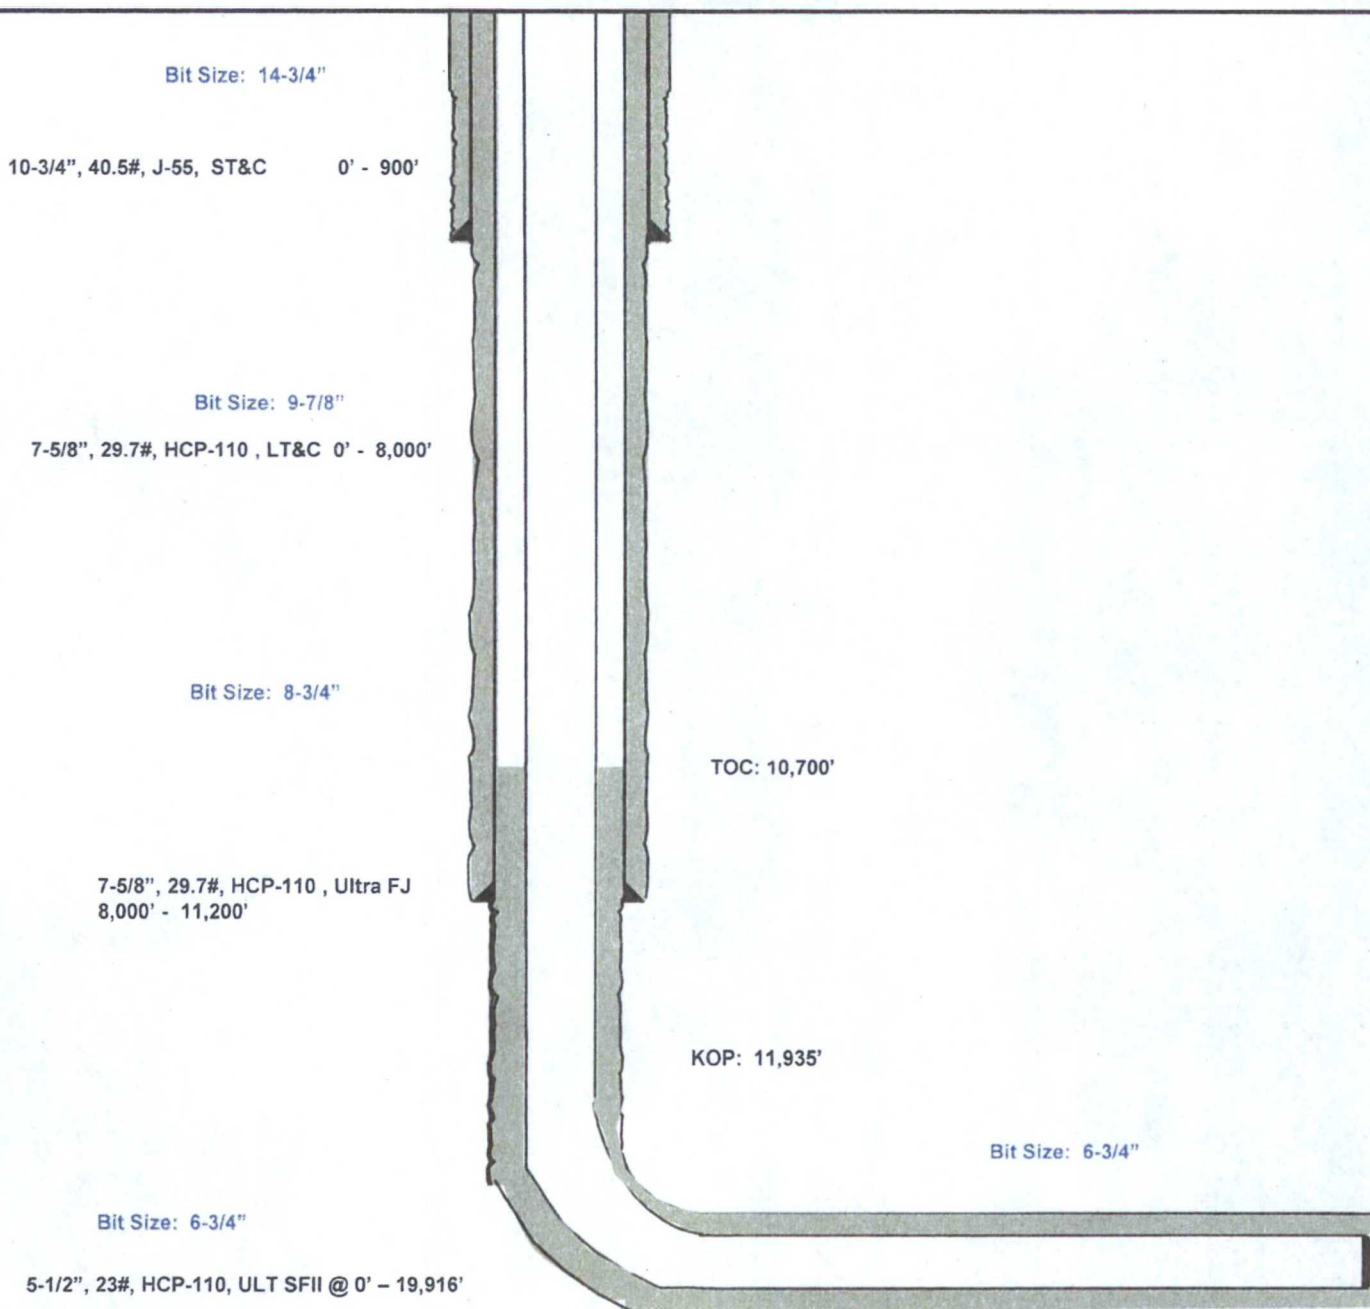 Bit Size: 14-3/4”
10-3/4”, 40.5#, J-55, ST&C 0’ - 900’
Bit Size: 9-7/8”
7-5/8”, 29.7#, HCP-110 , LT&C 0’ - 8,000’
Bit Size: 8-3/4”
TOC: 10,700’
7-5/8”, 29.7#, HCP-110 , Ultra FJ
8,000’ - 11,200’
KOP: 11,935’
Bit Size: 6-3/4”
Bit Size: 6-3/4”
5-1/2”, 23#, HCP-110, ULT SFII @ 0’ – 19,916’